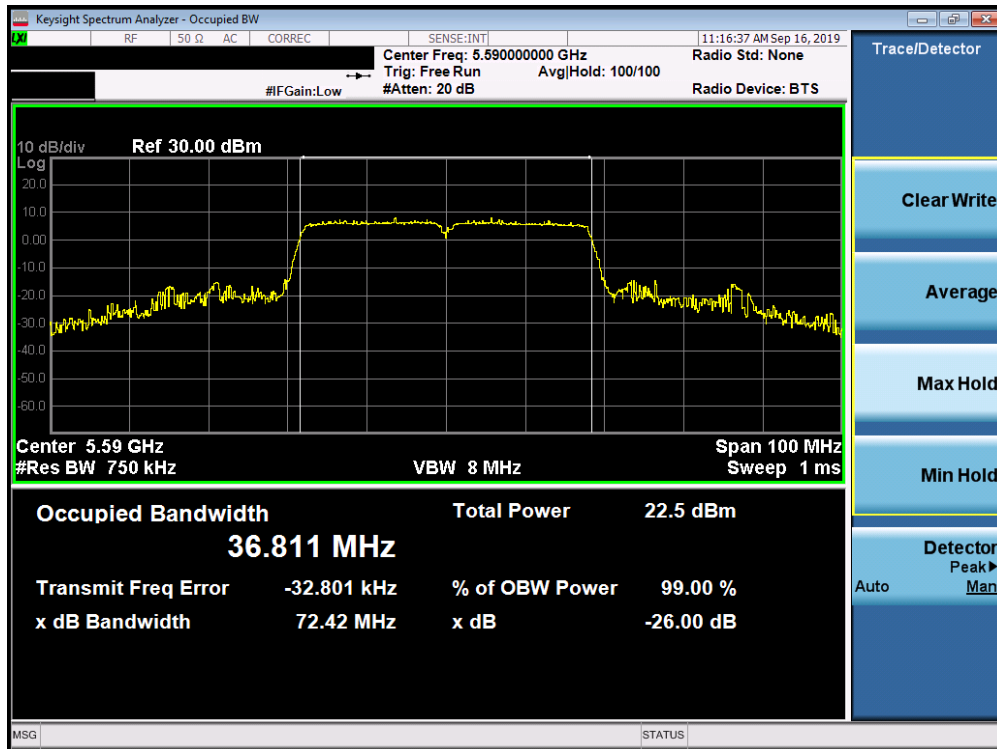 Keysight Spectrum Analyzer - Occupied BW
LXI RF 50 Ω AC CORREC SENSE:INT 11:16:37 AM Sep 16, 2019
Center Freq: 5.590000000 GHz Radio Std: None
Trig: Free Run Avg|Hold: 100/100
#IFGain:Low #Atten: 20 dB Radio Device: BTS
10 dB/div Ref 30.00 dBm
Log
20.0
10.0
0.00
-10.0
-20.0
-30.0
-40.0
-50.0
-60.0
Center 5.59 GHz Span 100 MHz
#Res BW 750 kHz VBW 8 MHz Sweep 1 ms
Occupied Bandwidth Total Power 22.5 dBm
36.811 MHz
Transmit Freq Error -32.801 kHz % of OBW Power 99.00 %
x dB Bandwidth 72.42 MHz x dB -26.00 dB
MSG STATUS
Trace/Detector
Clear Write
Average
Max Hold
Min Hold
Detector
Peak▶
Auto Man